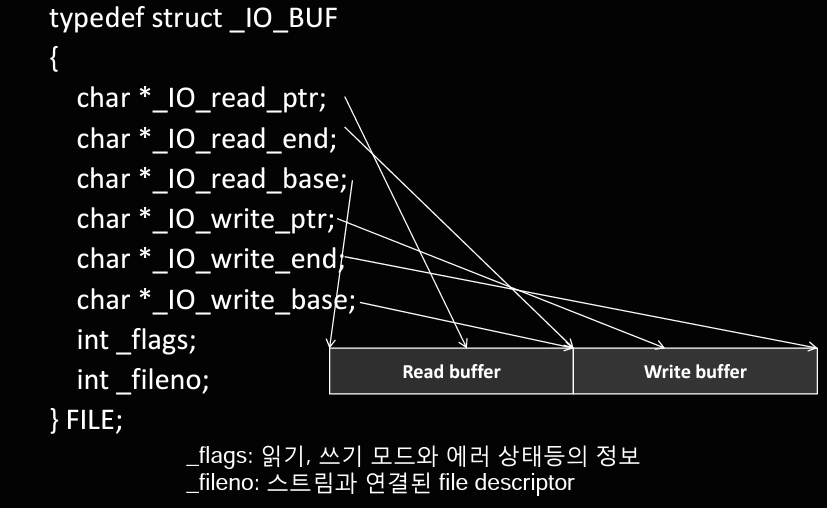 typedef struct _IO_BUF
{
char *_IO_read_ptr;
char *_IO_read_end;
char *_IO_read_base;
char *_IO_write_ptr;
char *_IO_write_end;
char *_IO_write_base;
int _flags;
int _fileno;
} FILE;
Read buffer
Write buffer
_flags: 읽기, 쓰기 모드와 에러 상태등의 정보
_fileno: 스트림과 연결된 file descriptor